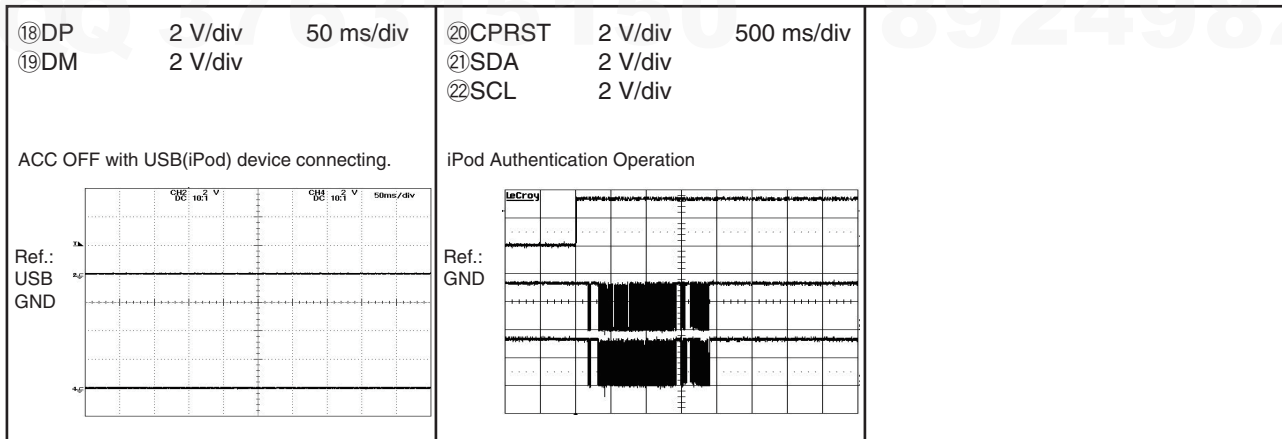 ⑱DP 2 V/div 50 ms/div
⑲DM 2 V/div
ACC OFF with USB(iPod) device connecting.
CH2 2 V CH4 2 V 50ms/div
DC 10:1 DC 10:1
Ref.:
USB
GND
⑳CPRST 2 V/div 500 ms/div
㉑SDA 2 V/div
㉒SCL 2 V/div
iPod Authentication Operation
LeCroy
Ref.:
GND